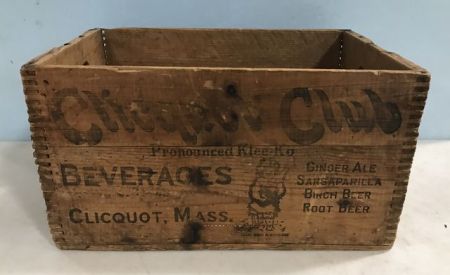 Clicquot Club
Pronounced Klee-Ko
BEVERAGES
CLICQUOT, MASS.
GINGER ALE
SARSAPARILLA
BIRCH BEER
ROOT BEER